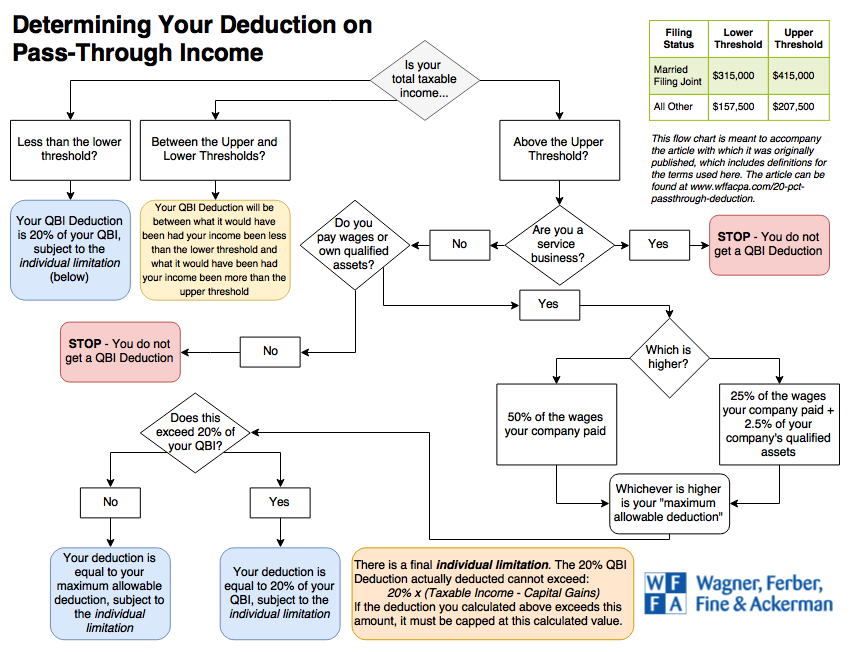 Determining Your Deduction on
Pass-Through Income
Filing
Status
Lower
Threshold
Upper
Threshold
Married
Filing Joint
$315,000
$415,000
All Other
$157,500
$207,500
This flow chart is meant to accompany
the article with which it was originally
published, which includes definitions for
the terms used here. The article can be
found at www.wffacpa.com/20-pct-
passthrough-deduction.
Is your
total taxable
income...
Less than the lower
threshold?
Between the Upper and
Lower Thresholds?
Above the Upper
Threshold?
Your QBI Deduction
is 20% of your QBI,
subject to the
individual limitation
(below)
Your QBI Deduction will be
between what it would have
been had your income been less
than the lower threshold and
what it would have been had
your income been more than the
upper threshold
Do you
pay wages or
own qualified
assets?
No
Are you a
service
business?
Yes
STOP - You do not
get a QBI Deduction
Yes
STOP - You do not
get a QBI Deduction
No
Which is
higher?
50% of the wages
your company paid
25% of the wages
your company paid +
2.5% of your
company's qualified
assets
Does this
exceed 20% of
your QBI?
Whichever is higher
is your "maximum
allowable deduction"
No
Yes
Your deduction is
equal to your
maximum allowable
deduction, subject to
the individual
limitation
Your deduction is
equal to 20% of your
QBI, subject to the
individual limitation
There is a final individual limitation. The 20% QBI
Deduction actually deducted cannot exceed:
20% x (Taxable Income - Capital Gains)
If the deduction you calculated above exceeds this
amount, it must be capped at this calculated value.
WF
FA
Wagner, Ferber,
Fine & Ackerman